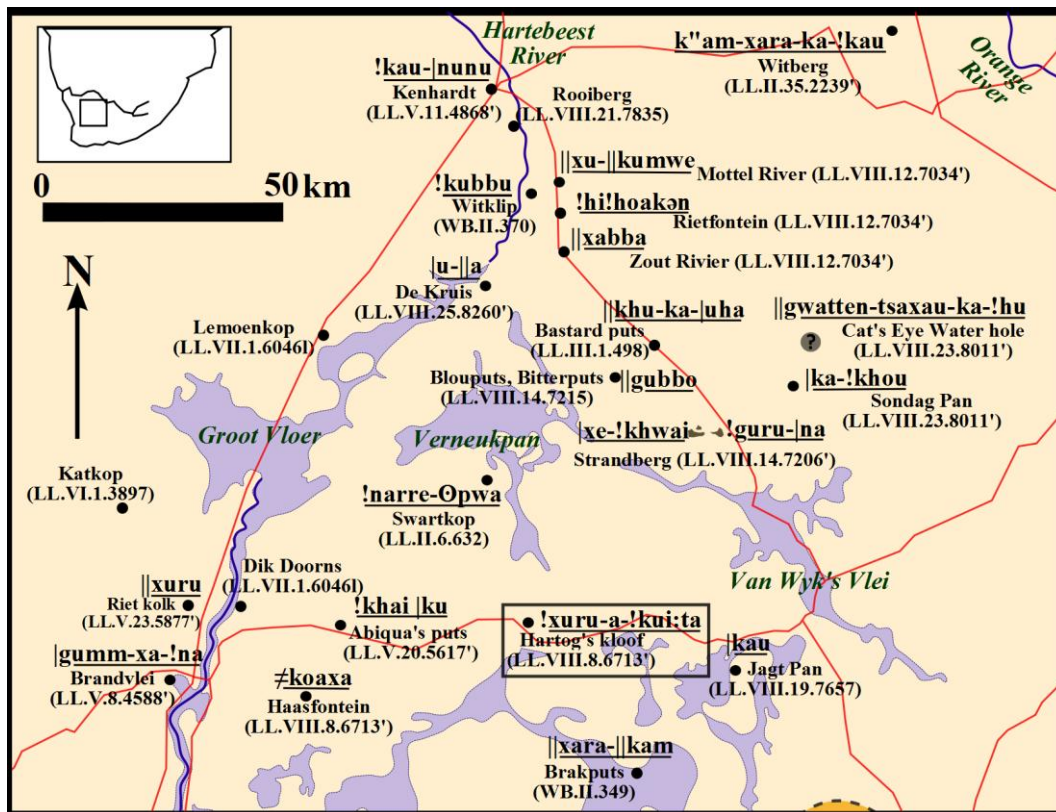 Hartebeest
River
k"am-xara-ka-!kau
Witberg
(LL.II.35.2239')
Orange
River
!kau-|nunu
Kenhardt
(LL.V.11.4868')
Rooiberg
(LL.VIII.21.7835)
0 50 km
||xu-||kumwe
Mottel River (LL.VIII.12.7034')
!kubbu
Witklip
(WB.II.370)
!hi!hoakən
Rietfontein (LL.VIII.12.7034')
||xabba
Zout Rivier (LL.VIII.12.7034')
N
|u-||a
De Kruis
(LL.VIII.25.8260')
Lemoenkop
(LL.VII.1.6046l)
||khu-ka-|uha
Bastard puts
(LL.III.1.498)
||gwatten-tsaxau-ka-!hu
?
Cat's Eye Water hole
(LL.VIII.23.8011')
Blouputs, Bitterputs
(LL.VIII.14.7215)
||gubbo
|ka-!khou
Sondag Pan
(LL.VIII.23.8011')
Groot Vloer
Verneukpan
|xe-!khwai !guru-|na
Strandberg (LL.VIII.14.7206')
Katkop
(LL.VI.1.3897)
!narre-ʘpwa
Swartkop
(LL.II.6.632)
Dik Doorns
(LL.VII.1.6046l)
Van Wyk's Vlei
||xuru
Riet kolk
(LL.V.23.5877')
!khai |ku
Abiqua's puts
(LL.V.20.5617')
!xuru-a-!kui:ta
Hartog's kloof
(LL.VIII.8.6713')
|kau
Jagt Pan
(LL.VIII.19.7657)
|gumm-xa-!na
Brandvlei
(LL.V.8.4588')
≠koaxa
Haasfontein
(LL.VIII.8.6713')
||xara-||kam
Brakputs
(WB.II.349)